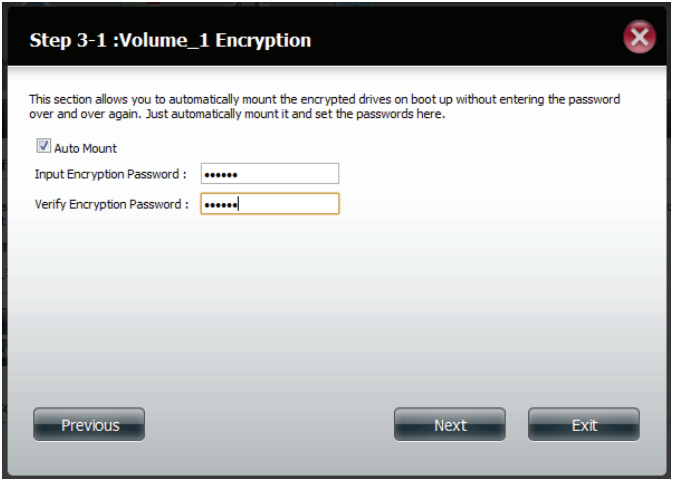 Step 3-1 :Volume_1 Encryption
This section allows you to automatically mount the encrypted drives on boot up without entering the password
over and over again. Just automatically mount it and set the passwords here.
Auto Mount
Input Encryption Password : ••••••
Verify Encryption Password : ••••••
Previous Next Exit